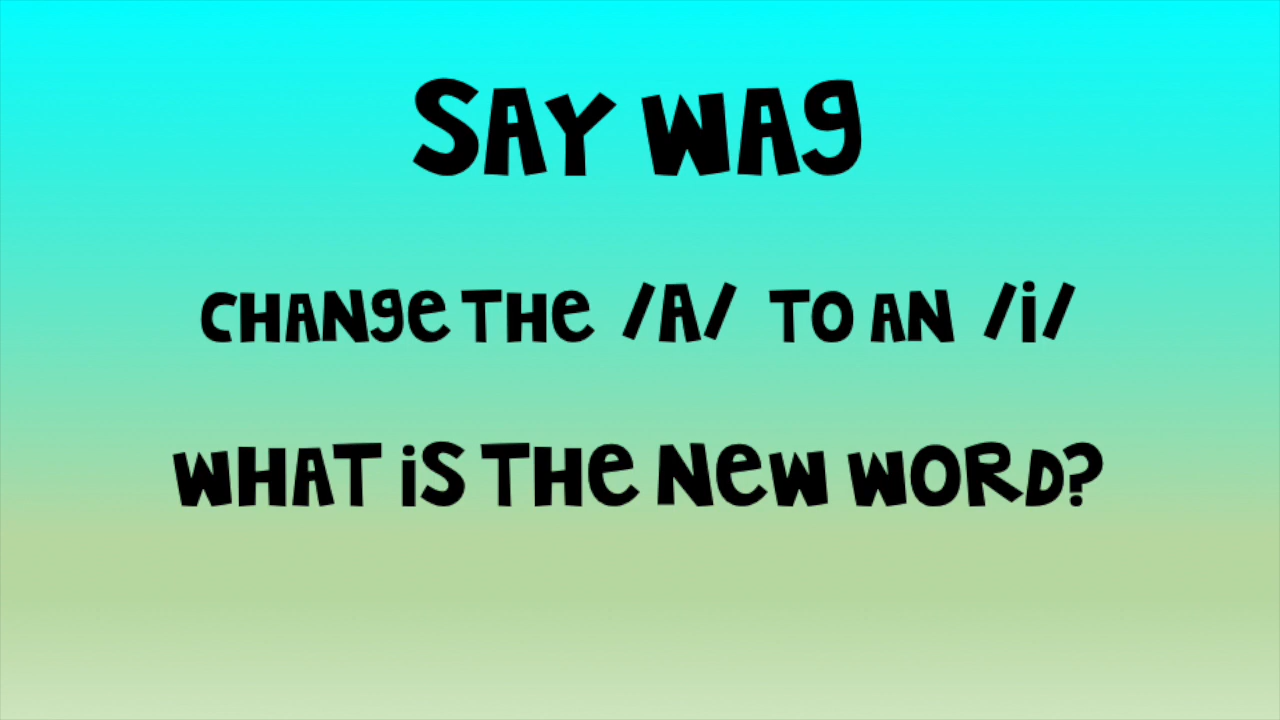 SAY WAg
CHANge THe /A/ TO AN /i/
WHAT iS THe New WORD?